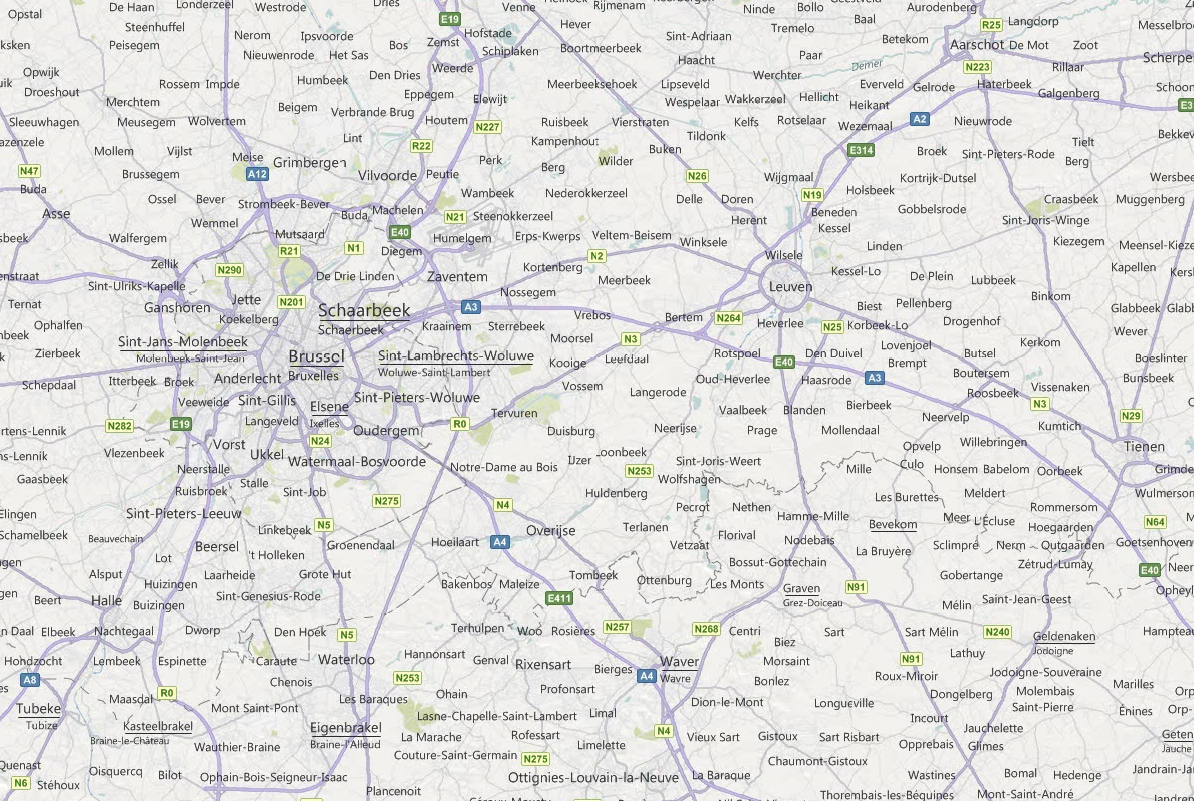 De Haan
Londerzeel
Westrode
Dries
Venne
Rijmenam
Ninde
Bollo
Aurodenberg
Opstal
Steenhuffel
E19
Hever
Tremelo
Baal
R25
Langdorp
Messelbro
Nerom
Ipsvoorde
Hofstade
Sint-Adriaan
Betekom
Peisegem
Bos
Zemst
Schiplaken
Boortmeerbeek
Aarschot
De Mot
Zoot
Nieuwenrode
Het Sas
Haacht
Paar
Scherpe
Opwijk
Weerde
Demer
N223
Rillaar
Droeshout
Rossem
Impde
Humbeek
Den Dries
Meerbeeksehoek
Lipseveld
Werchter
Everveld
Gelrode
Haterbeek
Schoon
Merchtem
Beigem
Eppegem
Elewijt
Wespelaar
Wakkerzeel
Hellicht
Heikant
Galgenberg
E3
Sleeuwhagen
Meusegem
Wolvertem
Verbrande Brug
Houtem
N227
Ruisbeek
Vierstraten
Kelfs
Rotselaar
Wezemaal
A2
Nieuwrode
Lint
R22
Kampenhout
Tildonk
Tielt
Mollem
Vijlst
Meise
Grimbergen
Perk
Berg
Wilder
Buken
E314
Broek
Sint-Pieters-Rode
Berg
N47
Brussegem
A12
Vilvoorde
Peutie
N26
Wijgmaal
Kortrijk-Dutsel
Buda
Ossel
Bever
Strombeek-Bever
Wambeek
Nederokkerzeel
Delle
Doren
N19
Holsbeek
Craasbeek
Muggenberg
Asse
Wemmel
Buda
Machelen
N21
Steenokkerzeel
Herent
Beneden
Kessel
Gobbelsrode
Sint-Joris-Winge
Walfergem
Mutsaard
E40
Humelgem
Erps-Kwerps
Veltem-Beisem
Winksele
Linden
Kiezegem
Meensel-Kieze
Zellik
R21
N1
Diegem
N2
Wilsele
N290
De Drie Linden
Zaventem
Kortenberg
Meerbeek
Leuven
Kessel-Lo
De Plein
Lubbeek
Kapellen
Sint-Ulriks-Kapelle
Jette
N201
Nossegem
Binkom
Ternat
Ganshoren
Koekelberg
Schaarbeek
Schaerbeek
A3
Vrebos
Bertem
N264
Biest
Pellenberg
Glabbeek
Ophalfen
Kraainem
Sterrebeek
Heverlee
N25
Korbeek-Lo
Drogenhof
Wever
Sint-Jans-Molenbeek
Molenbeek-Saint-Jean
Moorsel
N3
Lovenjoel
Kerkom
Zierbeek
Bruxelles
Sint-Lambrechts-Woluwe
Woluwe-Saint-Lambert
Kooige
Leefdaal
Rotspoel
E40
Den Duivel
Brempt
Butsel
Boeslinter
Schepdaal
Itterbeek
Broek
Anderlecht
Oud-Heverlee
Haasrode
A3
Boutersem
Vissenaken
Bunsbeek
Veeweide
Sint-Gillis
Elsene
Ixelles
Sint-Pieters-Woluwe
Vossem
Langerode
Roosbeek
N3
N282
E19
Langeveld
R0
Tervuren
Vaalbeek
Blanden
Bierbeek
Neervelp
Kumtich
N29
Vlezenbeek
Vorst
Ukkel
N24
Oudergem
Duisburg
Neerijse
Prage
Mollendal
Opvelp
Willebringen
Tienen
Neerstalle
Watermaal-Bosvoorde
Notre-Dame au Bois
IJzer
N253
Sint-Joris-Weert
Mille
Culo
Honsem
Babelom
Oorbeek
Gaasbeek
Ruisbroek
Stalle
Sint-Job
N275
Wolfshagen
Les Burettes
Meldert
Sint-Pieters-Leeuw
N4
Huldenberg
Pecrot
Nethen
Hamme-Mille
Bevekom
Meer
L'Écluse
Rommersom
Hoegaarden
N64
Linkebeek
N5
Overijse
Terlanen
Florival
Nodebais
Beauvechain
Lot
Beersel
't Holleken
Groenendaal
Hoeilaart
A4
Vetzaat
La Bruyère
Sclimpré
Nerm
Outgaarden
Goetsenhoven
Alsput
Huizingen
Laarheide
Grote Hut
Bakenbos
Maleize
Tombeek
Ottenburg
Bossut-Gottechain
Les Monts
Graven
Grez-Doiceau
N91
Gobertange
Zétrud-Lumay
E40
Beert
Halle
Buizingen
Sint-Genesius-Rode
E411
Mélin
Saint-Jean-Geest
Elbeek
Nachtegaal
Dworp
Den Hoek
N5
Terhulpen
Rosières
N257
N268
Centri
Biez
Sart
Sart Mélin
N240
Geldenaken
Jodoigne
Hohdzocht
Lembeek
Espinette
Caraute
Waterloo
Hannonsart
Genval
Rixensart
Bierges
Waver
Wavre
Morsaint
N91
Lathuy
A8
R0
Chenois
N253
A4
Bonlez
Roux-Miroir
Jodoigne-Souveraine
Maasdal
Les Baraques
Ohain
Profonsart
Dongelberg
Molembais
Saint-Pierre
Marilles
Tubeke
Tubize
Mont Saint-Pont
Lasne-Chapelle-Saint-Lambert
Limal
Dion-le-Mont
Longueville
Incourt
Énines
Kasteelbrakel
Braine-le-Château
Eigenbrakel
Braine-l'Alleud
La Marache
Rofessart
N4
Vieux Sart
Gistoux
Sart Risbart
Jauchelette
Wauthier-Braine
Couture-Saint-Germain
N275
Limelette
Opprebais
Glimes
Quenast
Oisquercq
Bilot
Ophain-Bois-Seigneur-Isaac
Ottignies-Louvain-la-Neuve
La Baraque
Chaumont-Gistoux
Wastines
Bomal
Hedenge
N6
Stéhoux
Plancenoit
Thorembais-les-Béguines
Mont-Saint-André